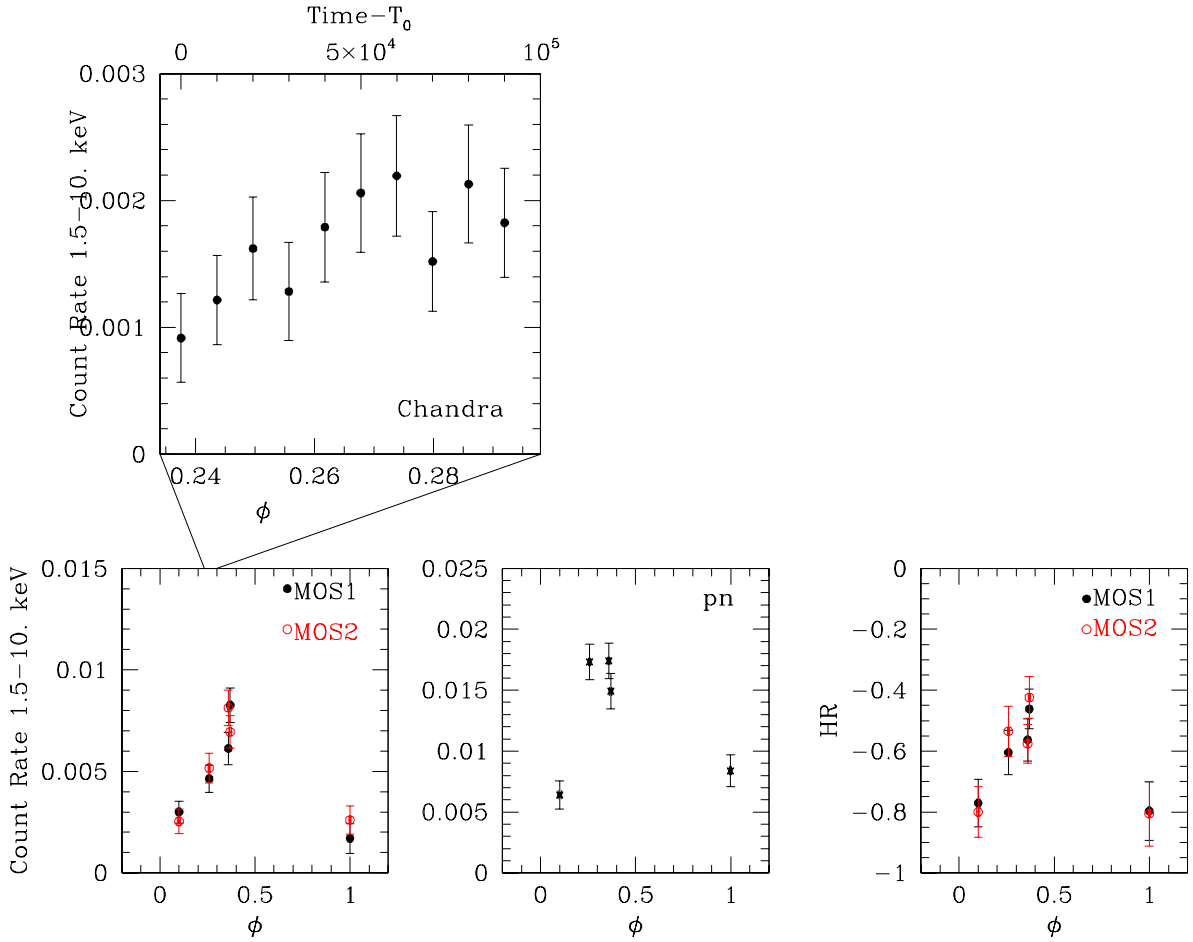 Time−T₀
0 5×10⁴ 10⁵
Count Rate 1.5−10. keV
0.003
0.002
0.001
0
Chandra
0.24 0.26 0.28
ϕ
Count Rate 1.5−10. keV
0.015
0.01
0.005
0
MOS1
MOS2
0 0.5 1
ϕ
0.025
0.02
0.015
0.01
0.005
0
pn
0 0.5 1
ϕ
HR
0
−0.2
−0.4
−0.6
−0.8
−1
MOS1
MOS2
0 0.5 1
ϕ